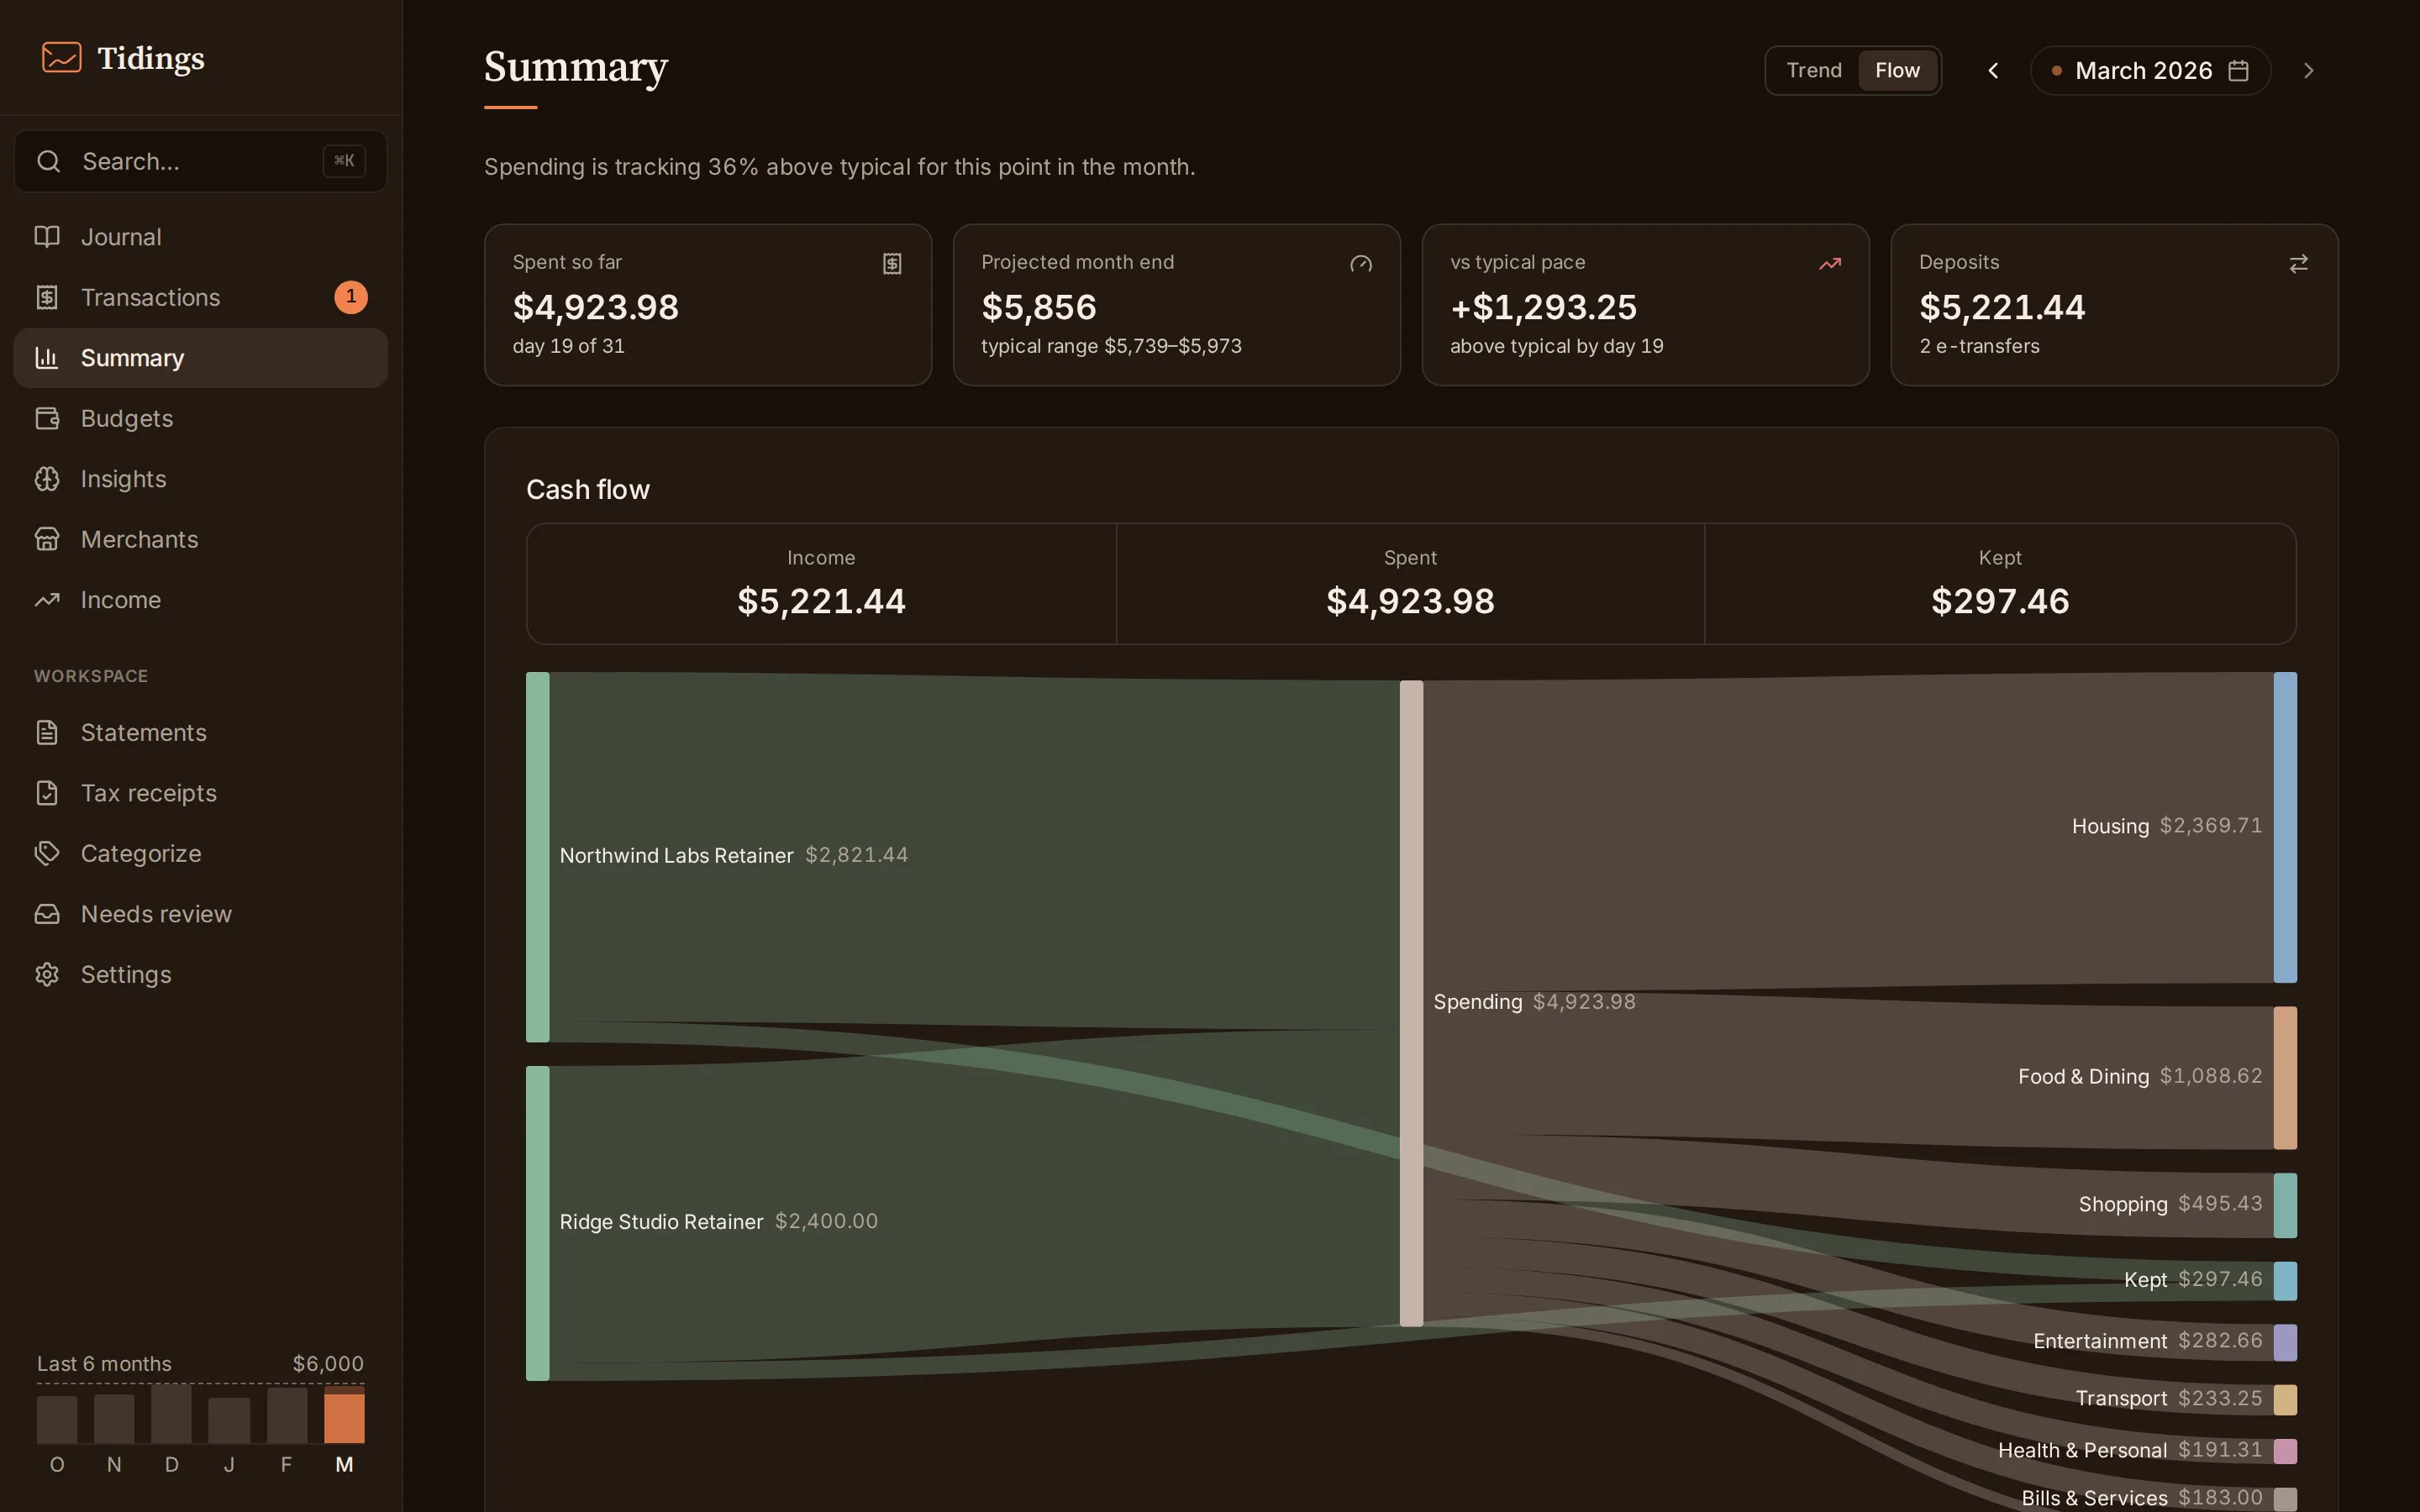 Tidings
Search...
⌘K
Journal
Transactions
1
Summary
Budgets
Insights
Merchants
Income
WORKSPACE
Statements
Tax receipts
Categorize
Needs review
Settings
Last 6 months $6,000
O N D J F M
Summary
Trend Flow
March 2026
Spending is tracking 36% above typical for this point in the month.
Spent so far
$4,923.98
day 19 of 31
Projected month end
$5,856
typical range $5,739–$5,973
vs typical pace
+$1,293.25
above typical by day 19
Deposits
$5,221.44
2 e-transfers
Cash flow
Income
$5,221.44
Spent
$4,923.98
Kept
$297.46
Northwind Labs Retainer $2,821.44
Ridge Studio Retainer $2,400.00
Spending $4,923.98
Housing $2,369.71
Food & Dining $1,088.62
Shopping $495.43
Kept $297.46
Entertainment $282.66
Transport $233.25
Health & Personal $191.31
Bills & Services $183.00